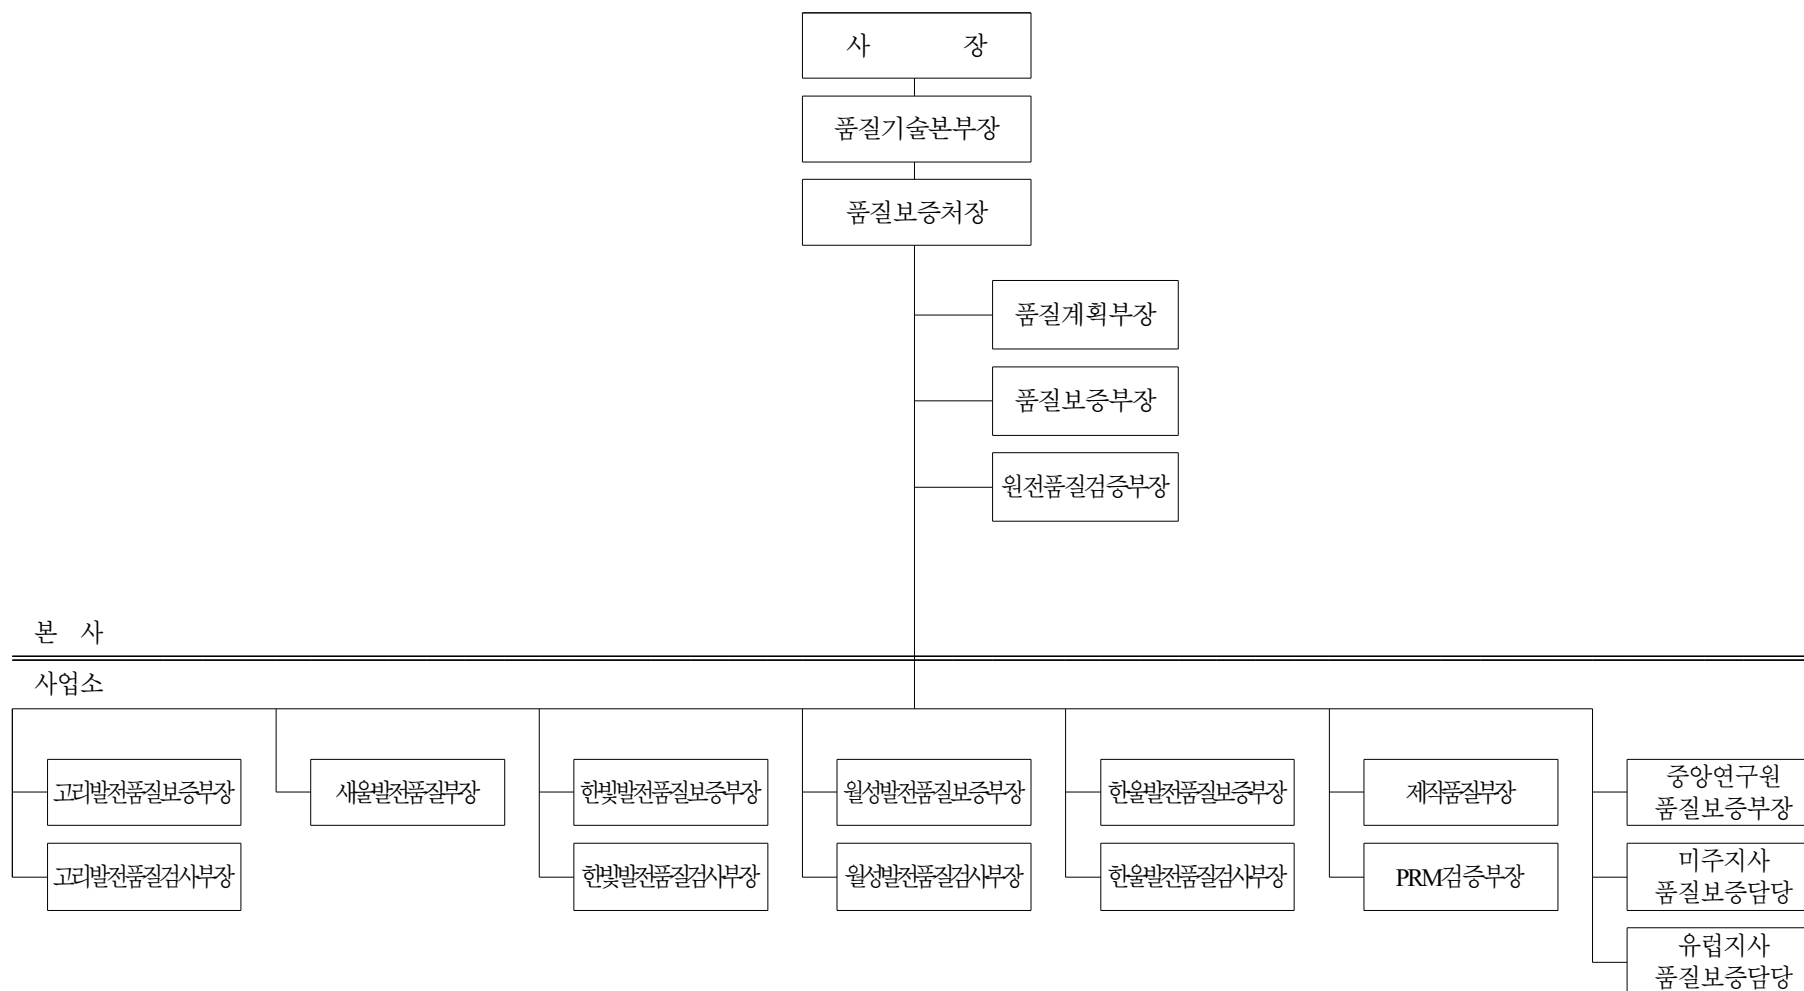 사 장
품질기술본부장
품질보증처장
품질계획부장
품질보증부장
원전품질검증부장
본 사
사업소
고리발전품질보증부장
새울발전품질부장
한빛발전품질보증부장
월성발전품질보증부장
한울발전품질보증부장
제작품질부장
중앙연구원
품질보증부장
고리발전품질검사부장
한빛발전품질검사부장
월성발전품질검사부장
한울발전품질검사부장
PRM검증부장
미주지사
품질보증담당
유럽지사
품질보증담당